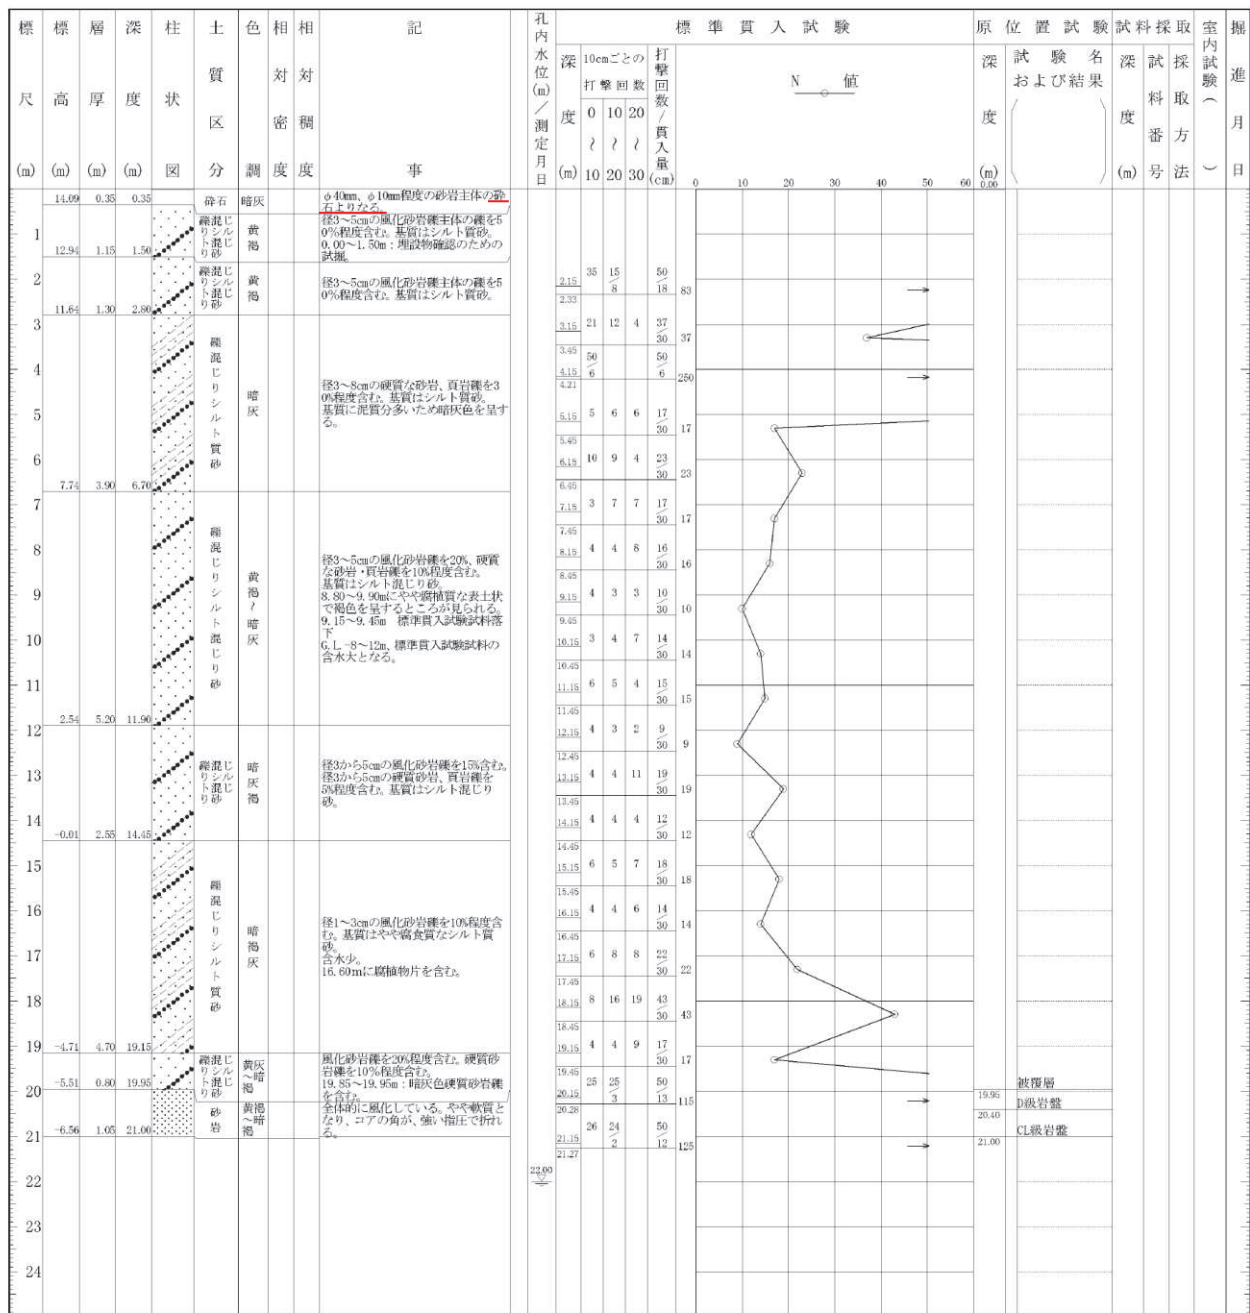 標尺(m) 標高(m) 層厚(m) 深度(m) 柱状図 土質区分 色調 相対密度 相対稠度 記事 孔内水位(m)／測定月日 標準貫入試験 原位置試験 試料採取 室内試験( ) 掘進月日
深度(m) 10cmごとの打撃回数 打撃回数／貫入量(cm) N 値 深度(m) 試験名および結果 深度(m) 試料番号 採取方法
0〜10 10〜20 20〜30
0 10 20 30 40 50 60
0.00
14.09 0.35 0.35 砕石 暗灰
φ40mm、φ10mm程度の砂岩主体の砕
石よりなる。
1
12.94 1.15 1.50 礫混じりシルト混じり砂 黄褐
径3〜5cmの風化砂岩礫主体の礫を5
0%程度含む。基質はシルト質砂。
0.00〜1.50m：埋設物確認のための
試掘。
2
11.64 1.30 2.80 礫混じりシルト混じり砂 黄褐
径3〜5cmの風化砂岩礫主体の礫を5
0%程度含む。基質はシルト質砂。
2.15 35 15/8 50/18 83
2.33
3
3.15 21 12 4 37/30 37
3.45
4
4.15 50/6 50/6 250
4.21
7.74 3.90 6.70 礫混じりシルト質砂 暗灰
径3〜8cmの硬質な砂岩、頁岩礫を3
0%程度含む。基質はシルト質砂。
基質に泥質分多いため暗灰色を呈す
る。
5
5.15 5 6 6 17/30 17
5.45
6
6.15 10 9 4 23/30 23
6.45
7
7.15 3 7 7 17/30 17
7.45
8
8.15 4 4 8 16/30 16
8.45
2.54 5.20 11.90 礫混じりシルト混じり砂 黄褐〜暗灰
径3〜5cmの風化砂岩礫を20%、硬質
な砂岩・頁岩礫を10%程度含む。
基質はシルト混じり砂。
8.80〜9.90mにやや腐植質な表土状
で褐色を呈するところが見られる。
9.15〜9.45m 標準貫入試験試料落
下
G.L.-8〜12m、標準貫入試験試料の
含水大となる。
9
9.15 4 3 3 10/30 10
9.45
10
10.15 3 4 7 14/30 14
10.45
11
11.15 6 5 4 15/30 15
11.45
12
12.15 4 3 2 9/30 9
12.45
-0.01 2.55 14.45 礫混じりシルト混じり砂 暗灰褐
径3から5cmの風化砂岩礫を15%含む。
径3から5cmの硬質砂岩、頁岩礫を
5%程度含む。基質はシルト混じり
砂。
13
13.15 4 4 11 19/30 19
13.45
14
14.15 4 4 4 12/30 12
14.45
15
15.15 6 5 7 18/30 18
15.45
16
16.15 4 4 6 14/30 14
16.45
-4.71 4.70 19.15 礫混じりシルト質砂 暗褐灰
径1〜3cmの風化砂岩礫を10%程度含
む。基質はやや腐食質なシルト質
砂。
含水少。
16.60mに腐植物片を含む。
17
17.15 6 8 8 22/30 22
17.45
18
18.15 8 16 19 43/30 43
18.45
19
19.15 4 4 9 17/30 17
19.45
-5.51 0.80 19.95 礫混じりシルト混じり砂 黄灰〜暗褐
風化砂岩礫を20%程度含む。硬質砂
岩礫を10%程度含む。
19.85〜19.95m：暗灰色硬質砂岩礫
を含む。
被覆層
20
20.15 25 25/3 50/13 115
20.28
19.95 D級岩盤
20.40
-6.56 1.05 21.00 砂岩 黄褐〜暗褐
全体的に風化している。やや軟質と
なり、コアの角が、強い指圧で折れ
る。
CL級岩盤
21
21.15 26 24/2 50/12 125
21.27
21.00
22.00
22
23
24